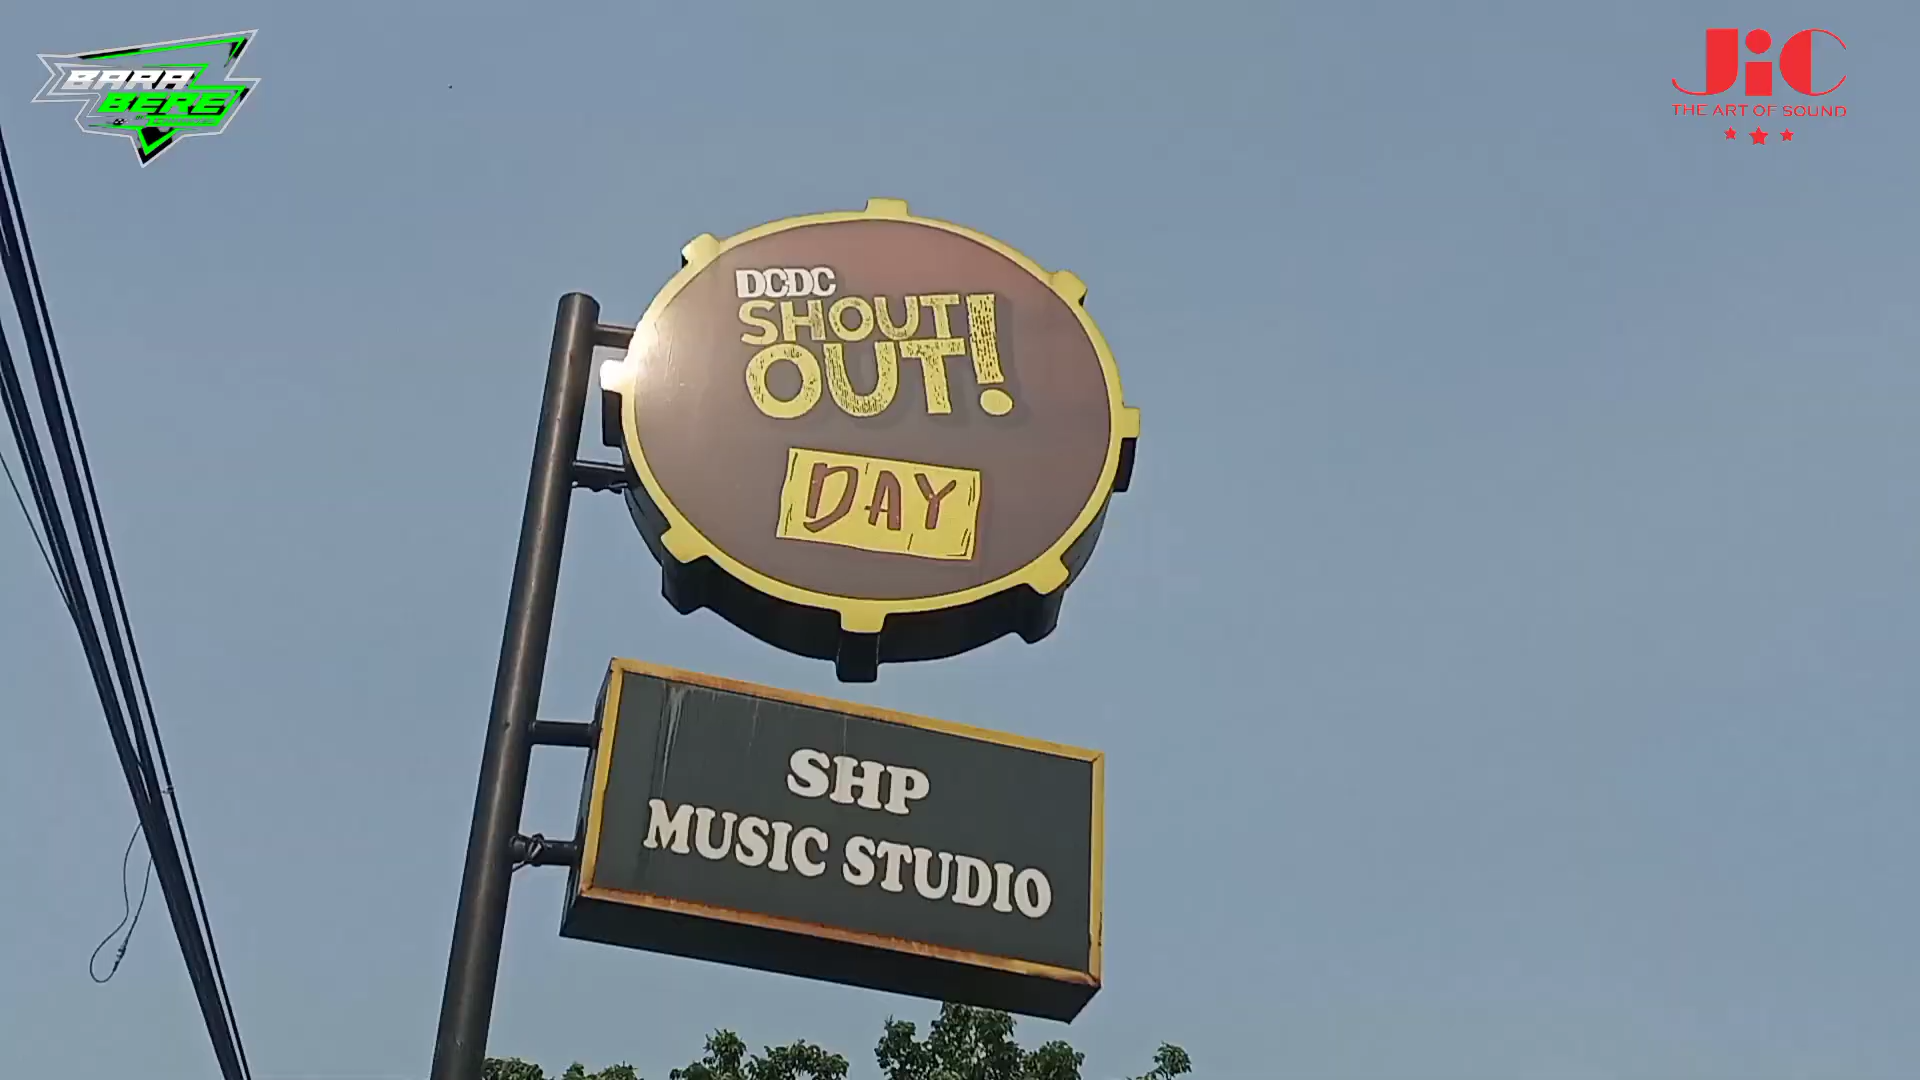 BARA
BERE
JiC
THE ART OF SOUND
DCDC
SHOUT
OUT!
DAY
SHP
MUSIC STUDIO